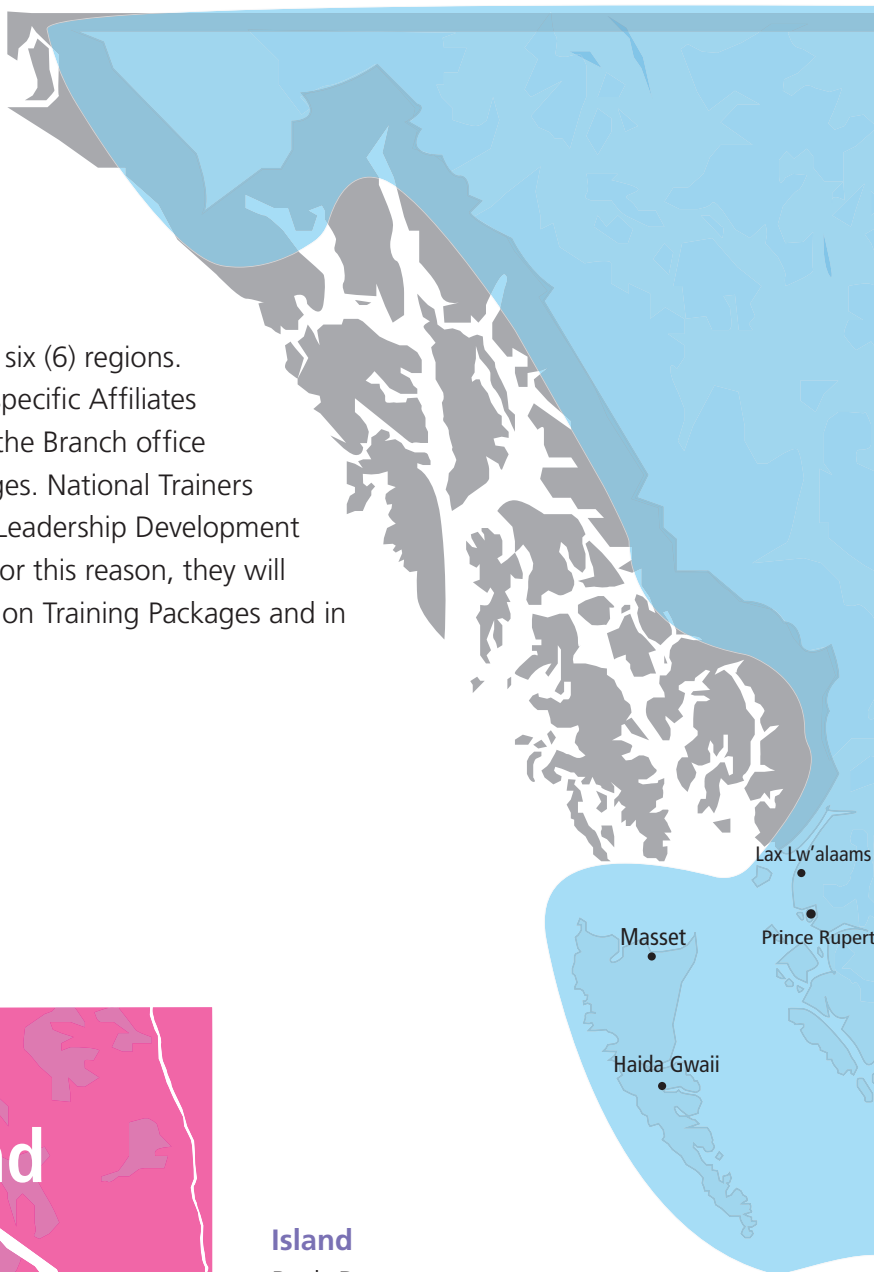 six (6) regions.
specific Affiliates
the Branch office
ges. National Trainers
Leadership Development
or this reason, they will
on Training Packages and in
Lax Lw'alaams
Prince Rupert
Masset
Haida Gwaii
nd
Island